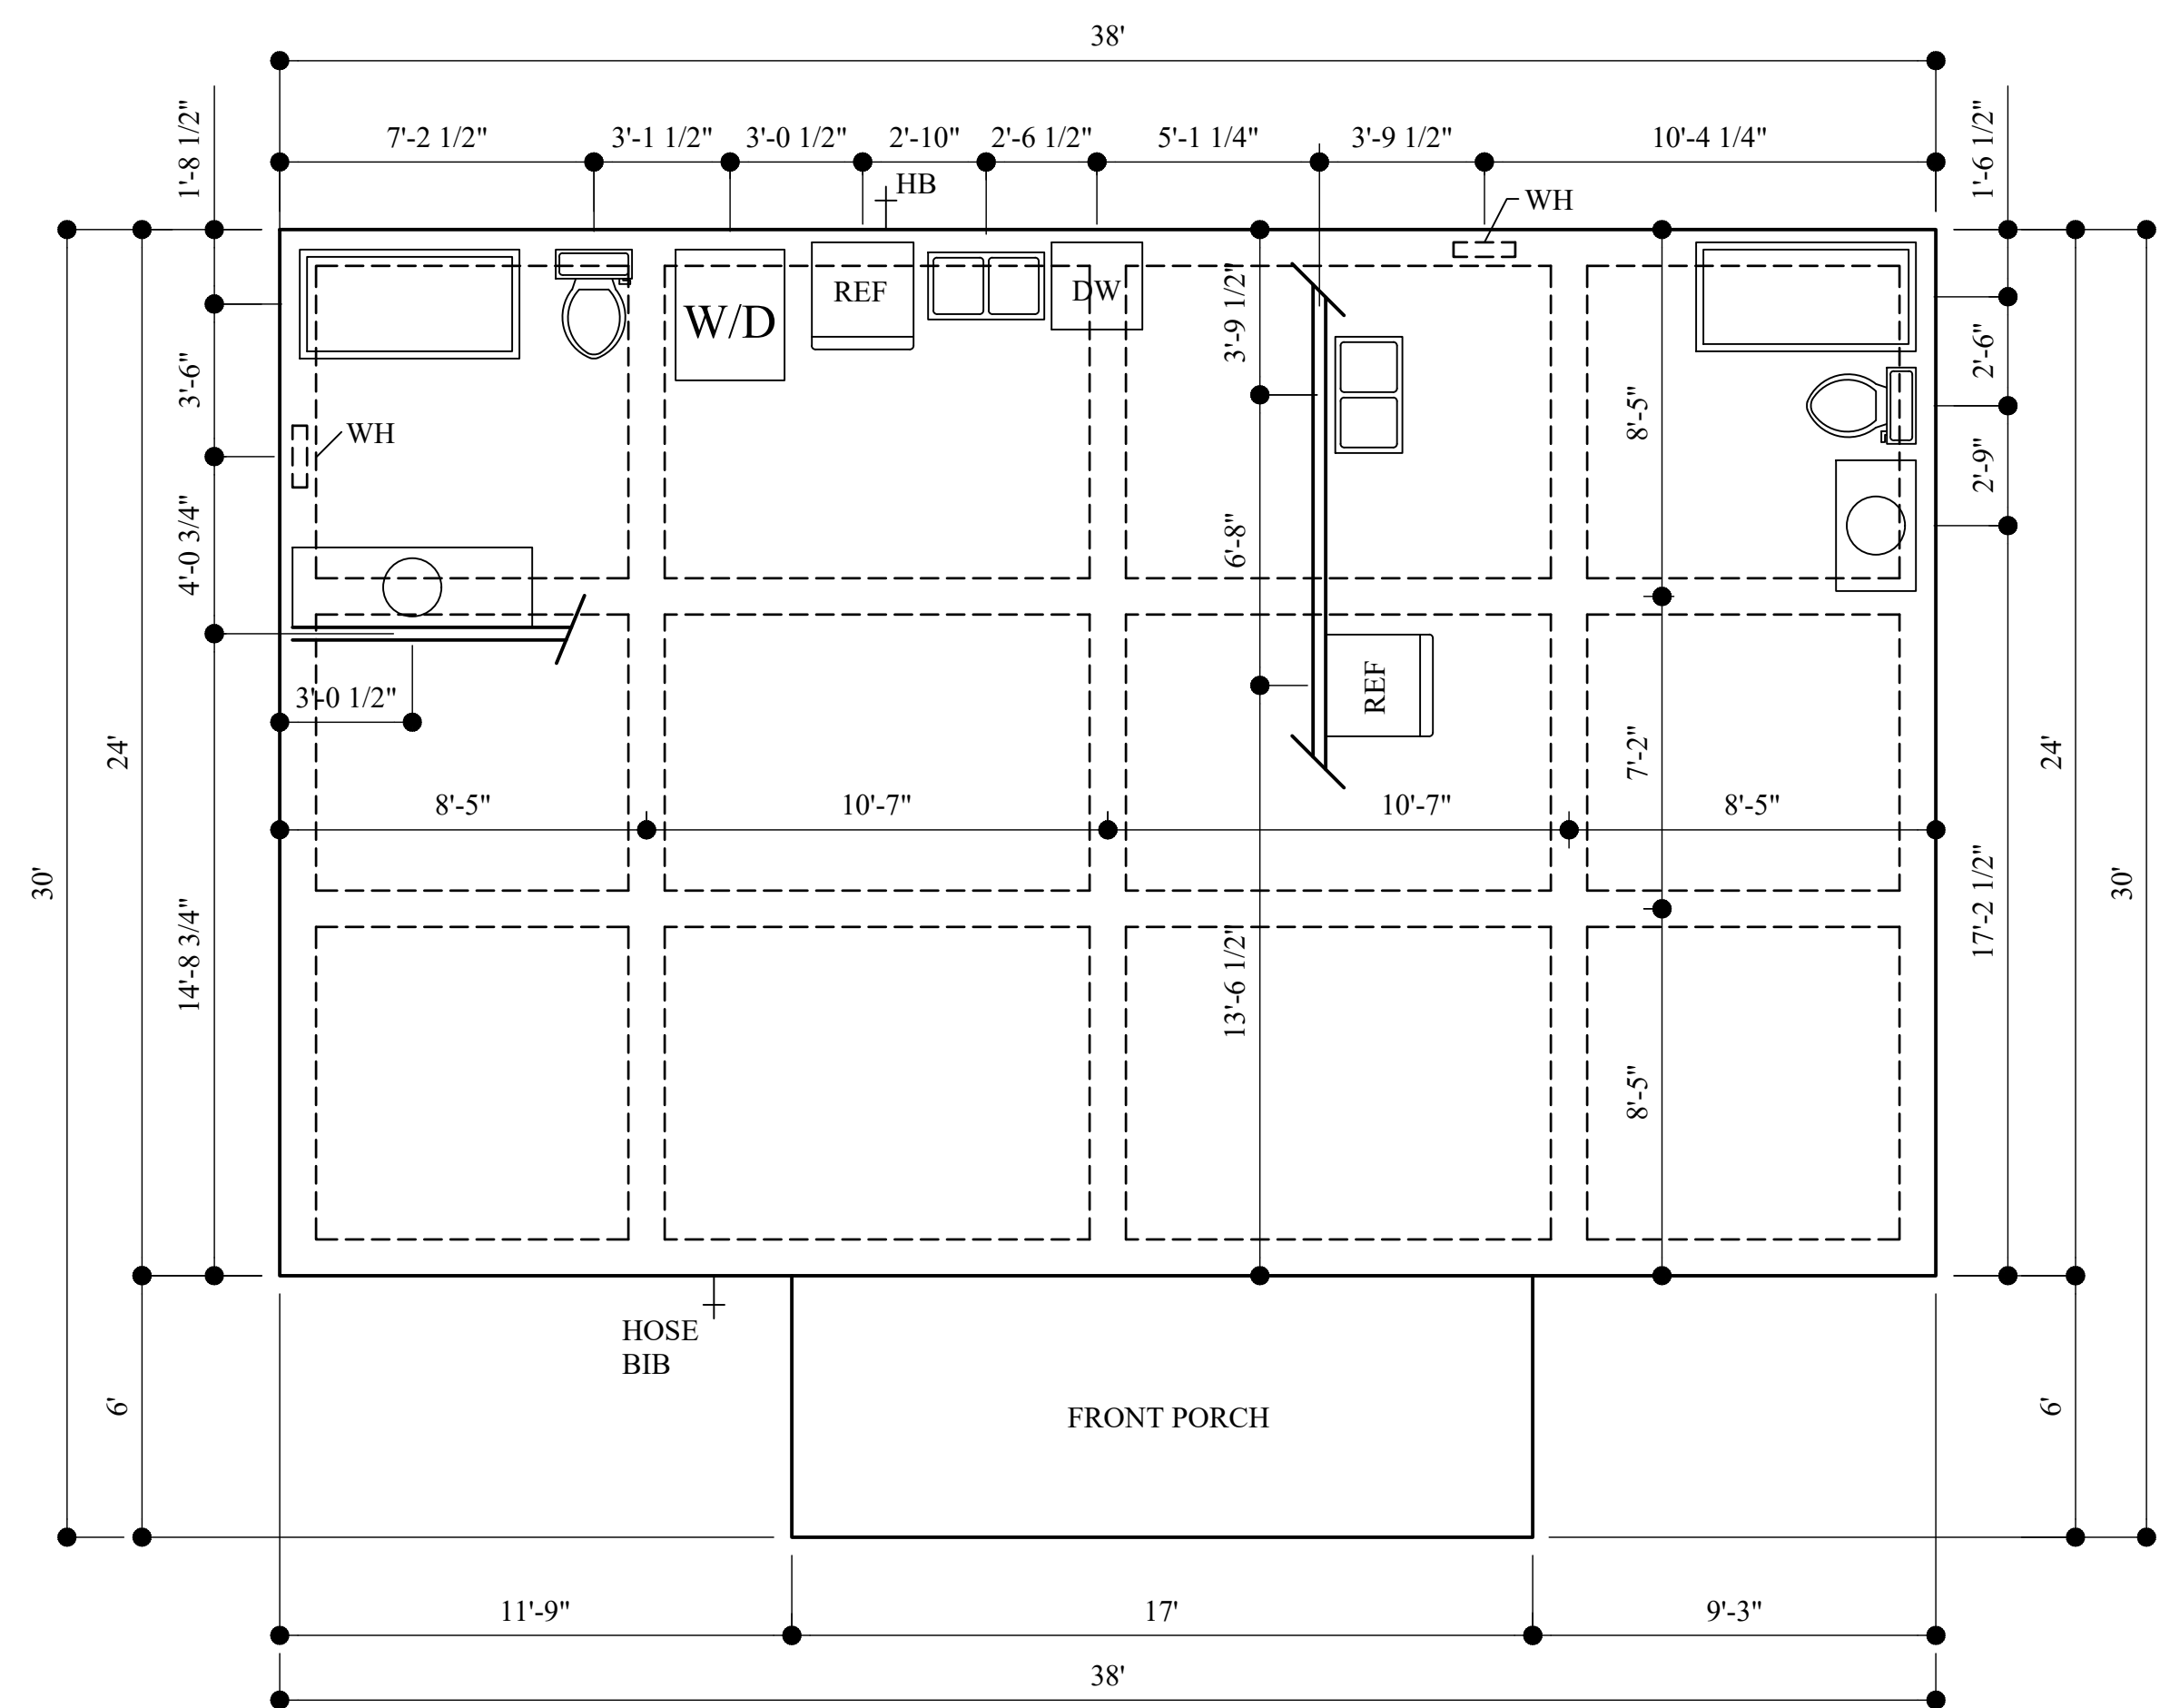 38'
7'-2 1/2" 3'-1 1/2" 3'-0 1/2" 2'-10" 2'-6 1/2" 5'-1 1/4" 3'-9 1/2" 10'-4 1/4"
1'-8 1/2"
1'-6 1/2"
HB
WH
W/D
REF
DW
3'-9 1/2"
3'-6"
2'-6"
8'-5"
WH
2'-9"
4'-0 3/4"
6'-8"
3'-0 1/2"
REF
24'
7'-2"
24'
8'-5" 10'-7" 10'-7" 8'-5"
30'
14'-8 3/4"
13'-6 1/2"
17'-2 1/2"
30'
8'-5"
HOSE
BIB
6'
FRONT PORCH
6'
11'-9" 17' 9'-3"
38'